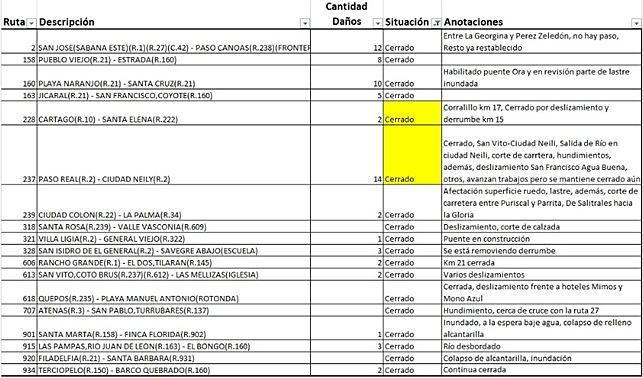 Ruta Descripción Cantidad Daños Situación Anotaciones
2 SAN JOSE(SABANA ESTE)(R.1)(R.27)(C.42) - PASO CANOAS(R.238)(FRONTER 12 Cerrado Entre La Georgina y Perez Zeledón, no hay paso, Resto ya restablecido
158 PUEBLO VIEJO(R.21) - ESTRADA(R.160) 8 Cerrado
160 PLAYA NARANJO(R.21) - SANTA CRUZ(R.21) 10 Cerrado Habilitado puente Ora y en revisión parte de lastre inundada
163 JICARAL(R.21) - SAN FRANCISCO,COYOTE(R.160) 5 Cerrado
228 CARTAGO(R.10) - SANTA ELENA(R.222) 2 Cerrado Corralillo km 17, Cerrado por deslizamiento y derrumbe km 15
237 PASO REAL(R.2) - CIUDAD NEILY(R.2) 14 Cerrado Cerrado, San Vito-Ciudad Neili, Salida de Río en ciudad Neili, corte de carrtera, hundimientos, además, deslizamiento San Francisco Agua Buena, otros, avanzan trabajos pero se mantiene cerrado aún
239 CIUDAD COLON(R.22) - LA PALMA(R.34) 2 Cerrado Afectación superficie ruedo, lastre, además, corte de carretera entre Puriscal y Parrita, De Salitrales hacia la Gloria
318 SANTA ROSA(R.239) - VALLE VASCONIA(R.609) Cerrado Deslizamiento, corte de calzada
321 VILLA LIGIA(R.2) - GENERAL VIEJO(R.322) 1 Cerrado Puente en construcción
328 SAN ISIDRO DE EL GENERAL(R.2) - SAVEGRE ABAJO(ESCUELA) 3 Cerrado Se está removiendo derrumbe
606 RANCHO GRANDE(R.1) - EL DOS,TILARAN(R.145) 2 Cerrado Km 21 cerrada
613 SAN VITO,COTO BRUS(R.237)(R.612) - LAS MELLIZAS(IGLESIA) 2 Cerrado Varios deslizamientos
618 QUEPOS(R.235) - PLAYA MANUEL ANTONIO(ROTONDA) Cerrado Cerrada, deslizamiento frente a hoteles Mimos y Mono Azul
707 ATENAS(R.3) - SAN PABLO,TURRUBARES(R.137) Cerrado Hundimiento, cerca de cruce con la ruta 27
901 SANTA MARTA(R.158) - FINCA FLORIDA(R.902) 1 Cerrado Inundado, a la espera baje agua, colapso de relleno alcantarilla
915 LAS PAMPAS,RIO JUAN DE LEON(R.163) - EL BONGO(R.160) 3 Cerrado Río desbordado
920 FILADELFIA(R.21) - SANTA BARBARA(R.931) Cerrado Colapso de alcantarilla, inundación
934 TERCIOPELO(R.150) - BARCO QUEBRADO(R.160) 2 Cerrado Continua cerrada